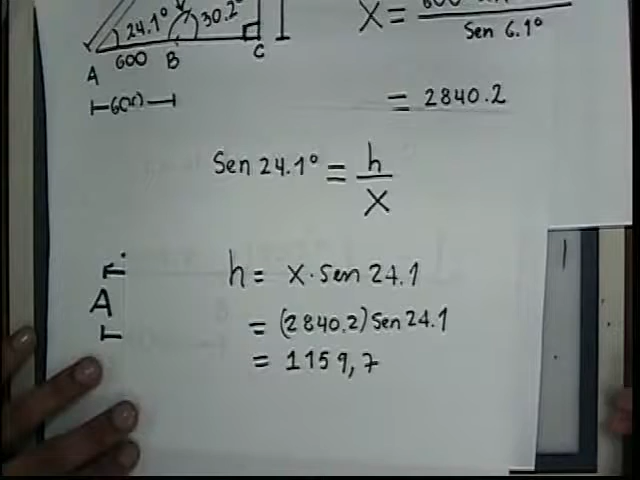 24.1° 30.2°
A 600 B C
600
X =
Sen 6.1°
= 2840.2
Sen 24.1° = h / X
h = X · Sen 24.1
A
= (2840.2) Sen 24.1
= 1159,7